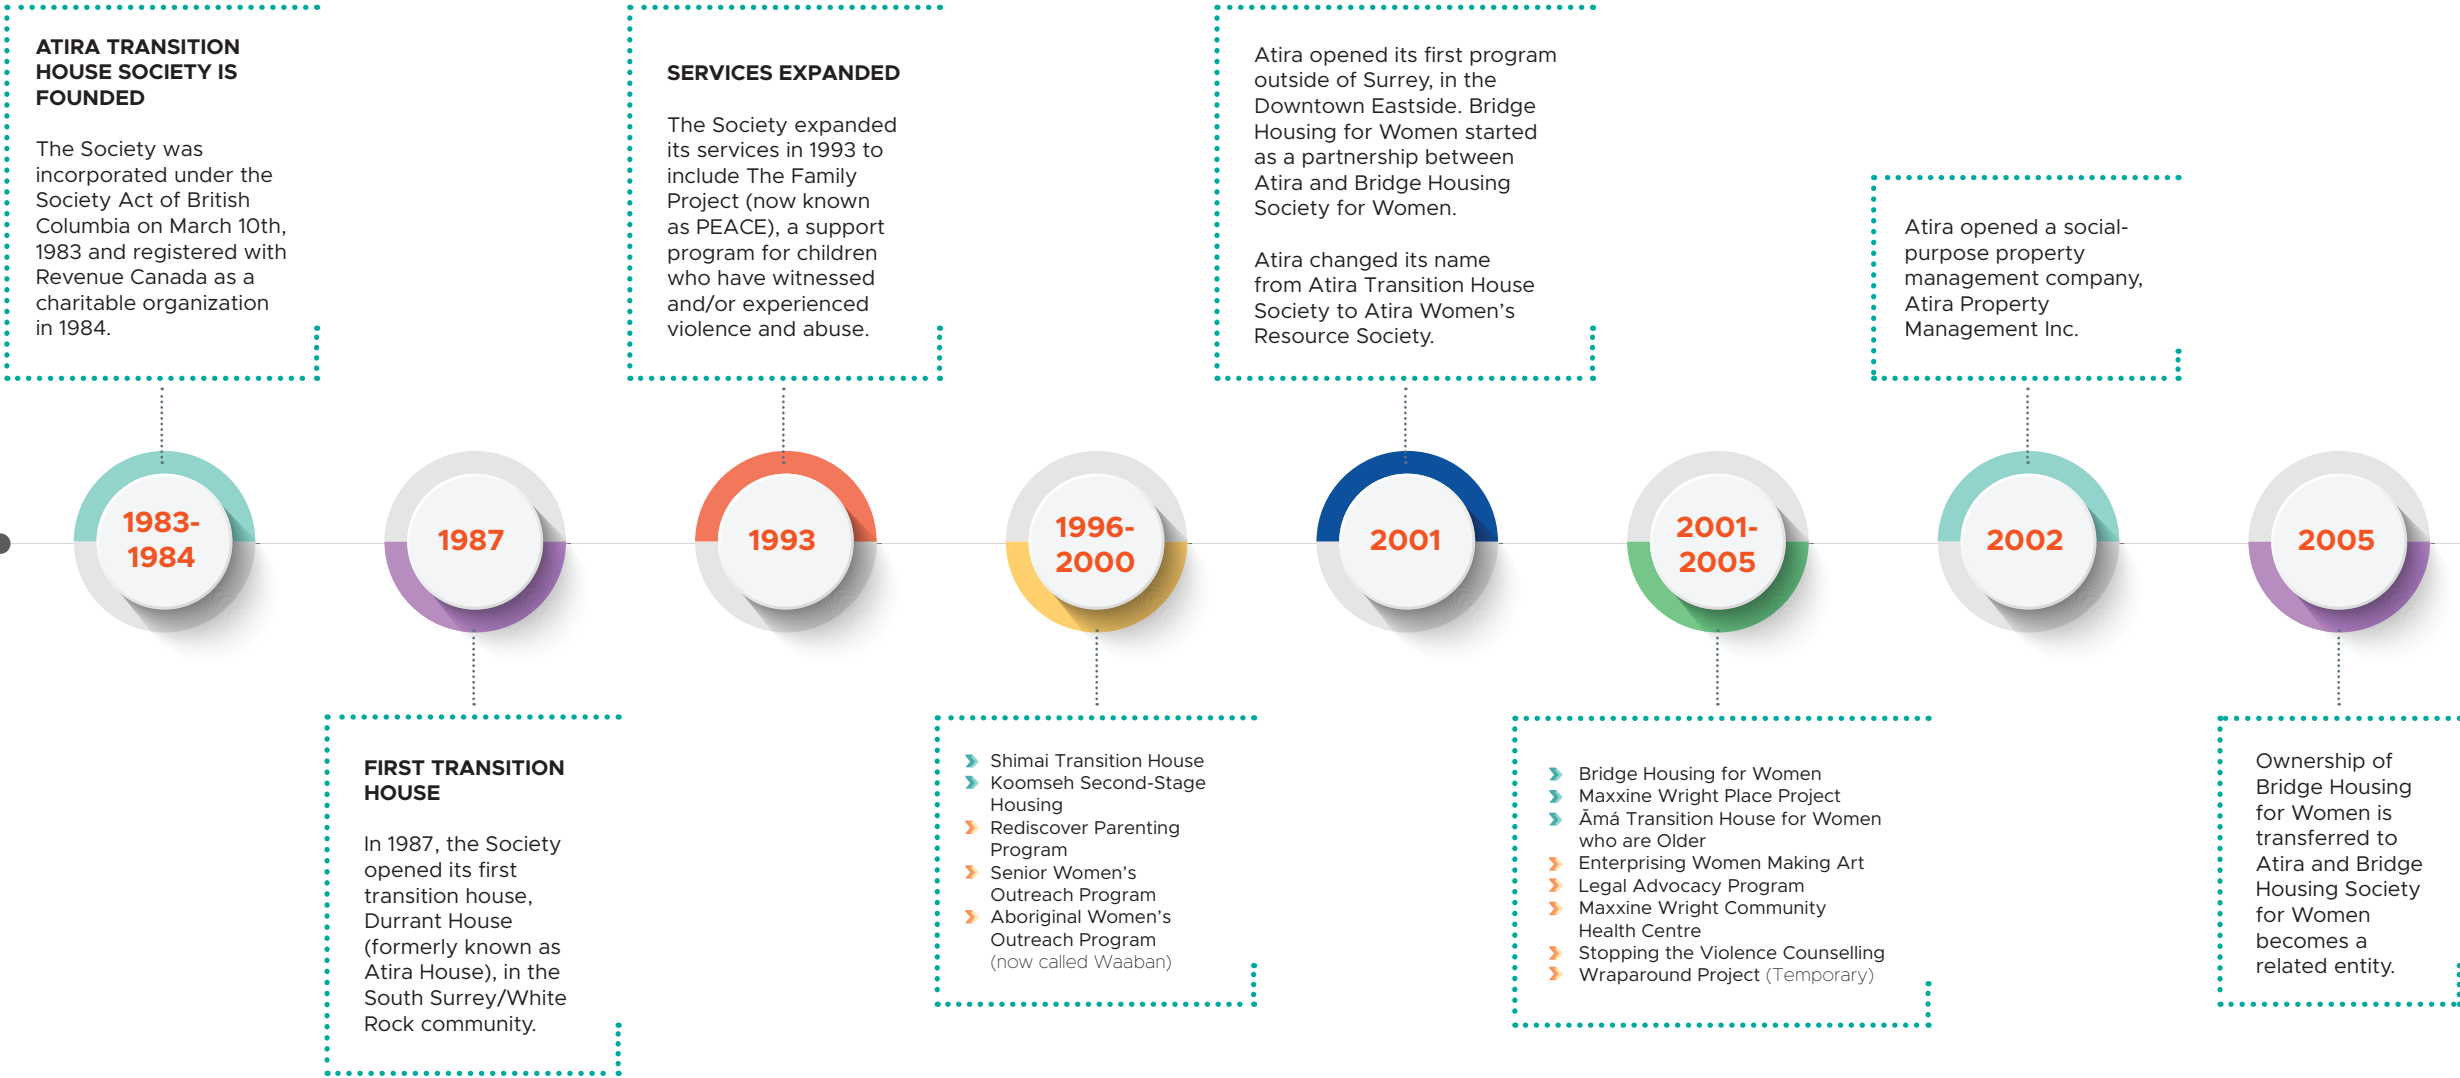 ATIRA TRANSITION
HOUSE SOCIETY IS
FOUNDED
The Society was
incorporated under the
Society Act of British
Columbia on March 10th,
1983 and registered with
Revenue Canada as a
charitable organization
in 1984.
SERVICES EXPANDED
The Society expanded
its services in 1993 to
include The Family
Project (now known
as PEACE), a support
program for children
who have witnessed
and/or experienced
violence and abuse.
Atira opened its first program
outside of Surrey, in the
Downtown Eastside. Bridge
Housing for Women started
as a partnership between
Atira and Bridge Housing
Society for Women.
Atira changed its name
from Atira Transition House
Society to Atira Women’s
Resource Society.
Atira opened a social-
purpose property
management company,
Atira Property
Management Inc.
1983-
1984
1987
1993
1996-
2000
2001
2001-
2005
2002
2005
FIRST TRANSITION
HOUSE
In 1987, the Society
opened its first
transition house,
Durrant House
(formerly known as
Atira House), in the
South Surrey/White
Rock community.
Shimai Transition House
Koomseh Second-Stage
Housing
Rediscover Parenting
Program
Senior Women’s
Outreach Program
Aboriginal Women’s
Outreach Program
(now called Waaban)
Bridge Housing for Women
Maxxine Wright Place Project
Ămá Transition House for Women
who are Older
Enterprising Women Making Art
Legal Advocacy Program
Maxxine Wright Community
Health Centre
Stopping the Violence Counselling
Wraparound Project (Temporary)
Ownership of
Bridge Housing
for Women is
transferred to
Atira and Bridge
Housing Society
for Women
becomes a
related entity.